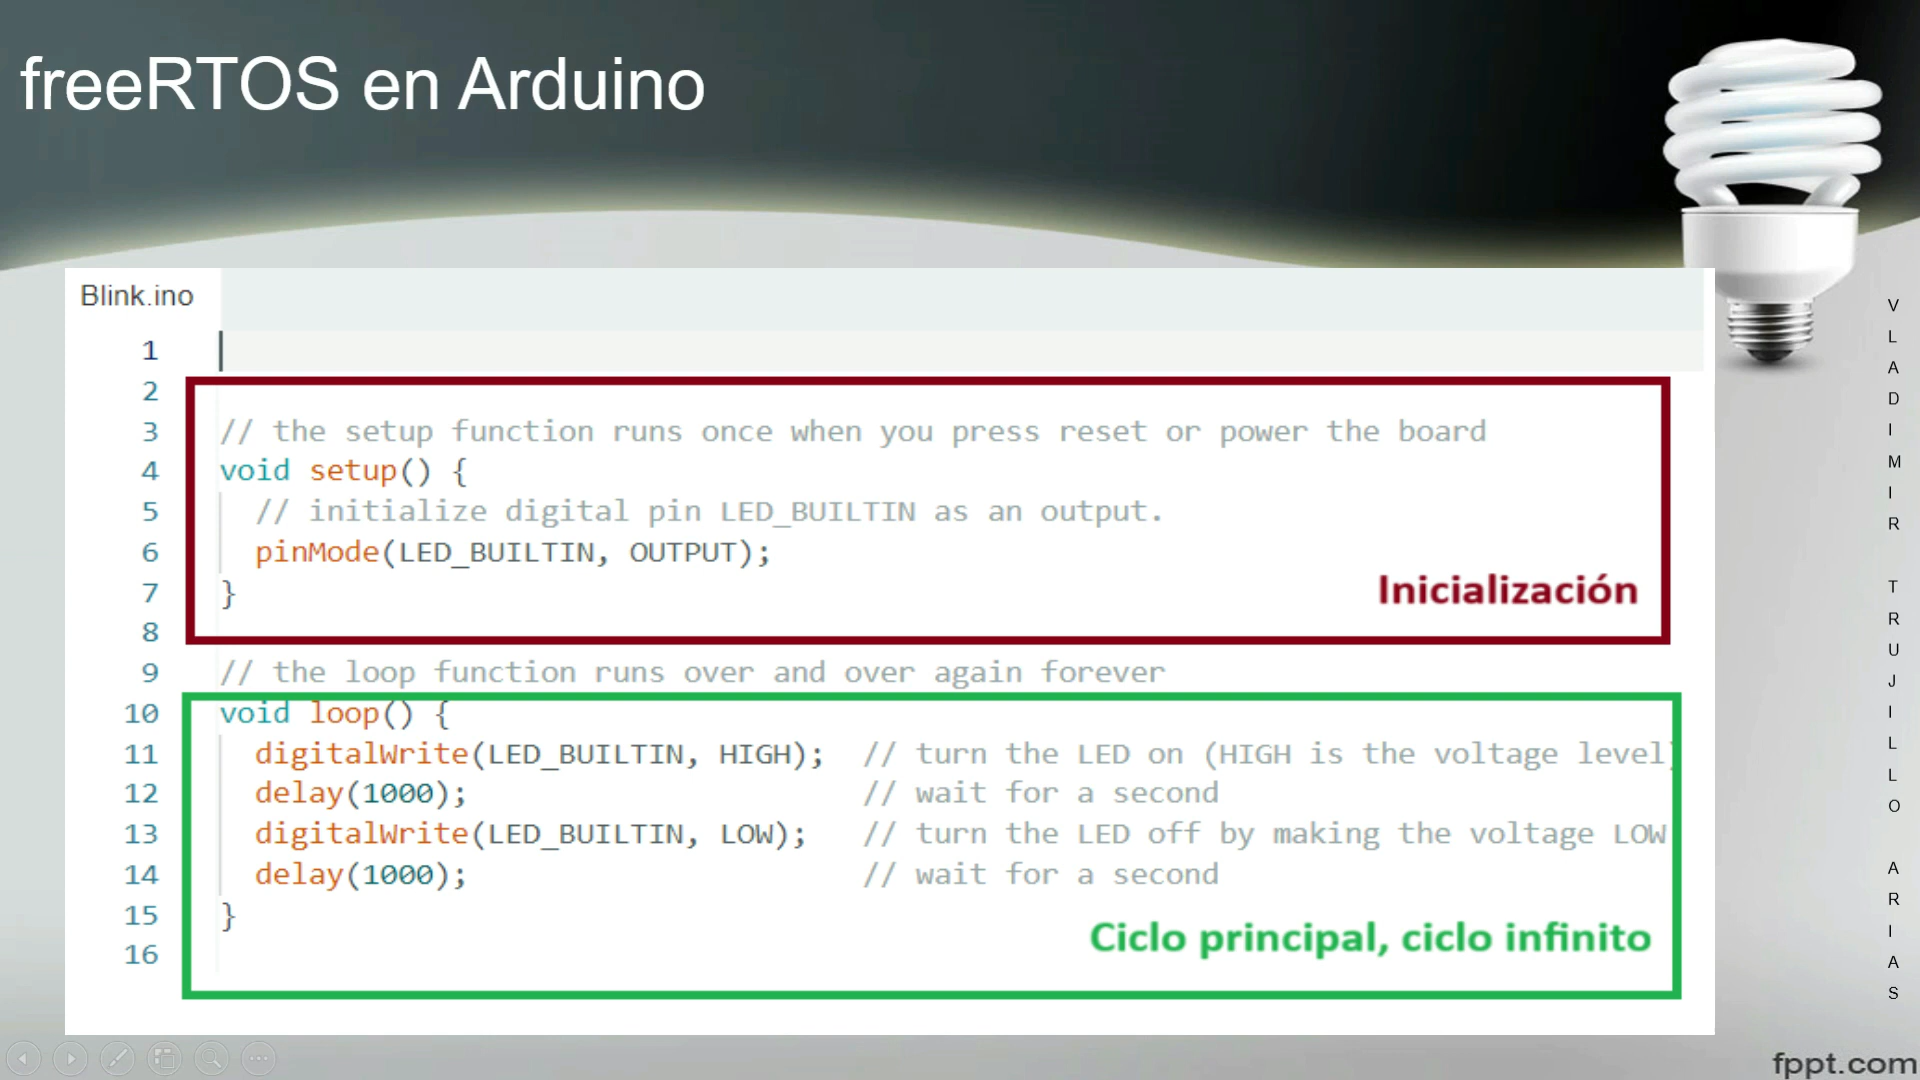 freeRTOS en Arduino
Blink.ino
1
2
3 // the setup function runs once when you press reset or power the board
4 void setup() {
5 // initialize digital pin LED_BUILTIN as an output.
6 pinMode(LED_BUILTIN, OUTPUT);
7 }
Inicialización
8
9 // the loop function runs over and over again forever
10 void loop() {
11 digitalWrite(LED_BUILTIN, HIGH); // turn the LED on (HIGH is the voltage level)
12 delay(1000); // wait for a second
13 digitalWrite(LED_BUILTIN, LOW); // turn the LED off by making the voltage LOW
14 delay(1000); // wait for a second
15 }
Ciclo principal, ciclo infinito
16
VLADIMIR TRUJILLO ARIAS
fppt.com